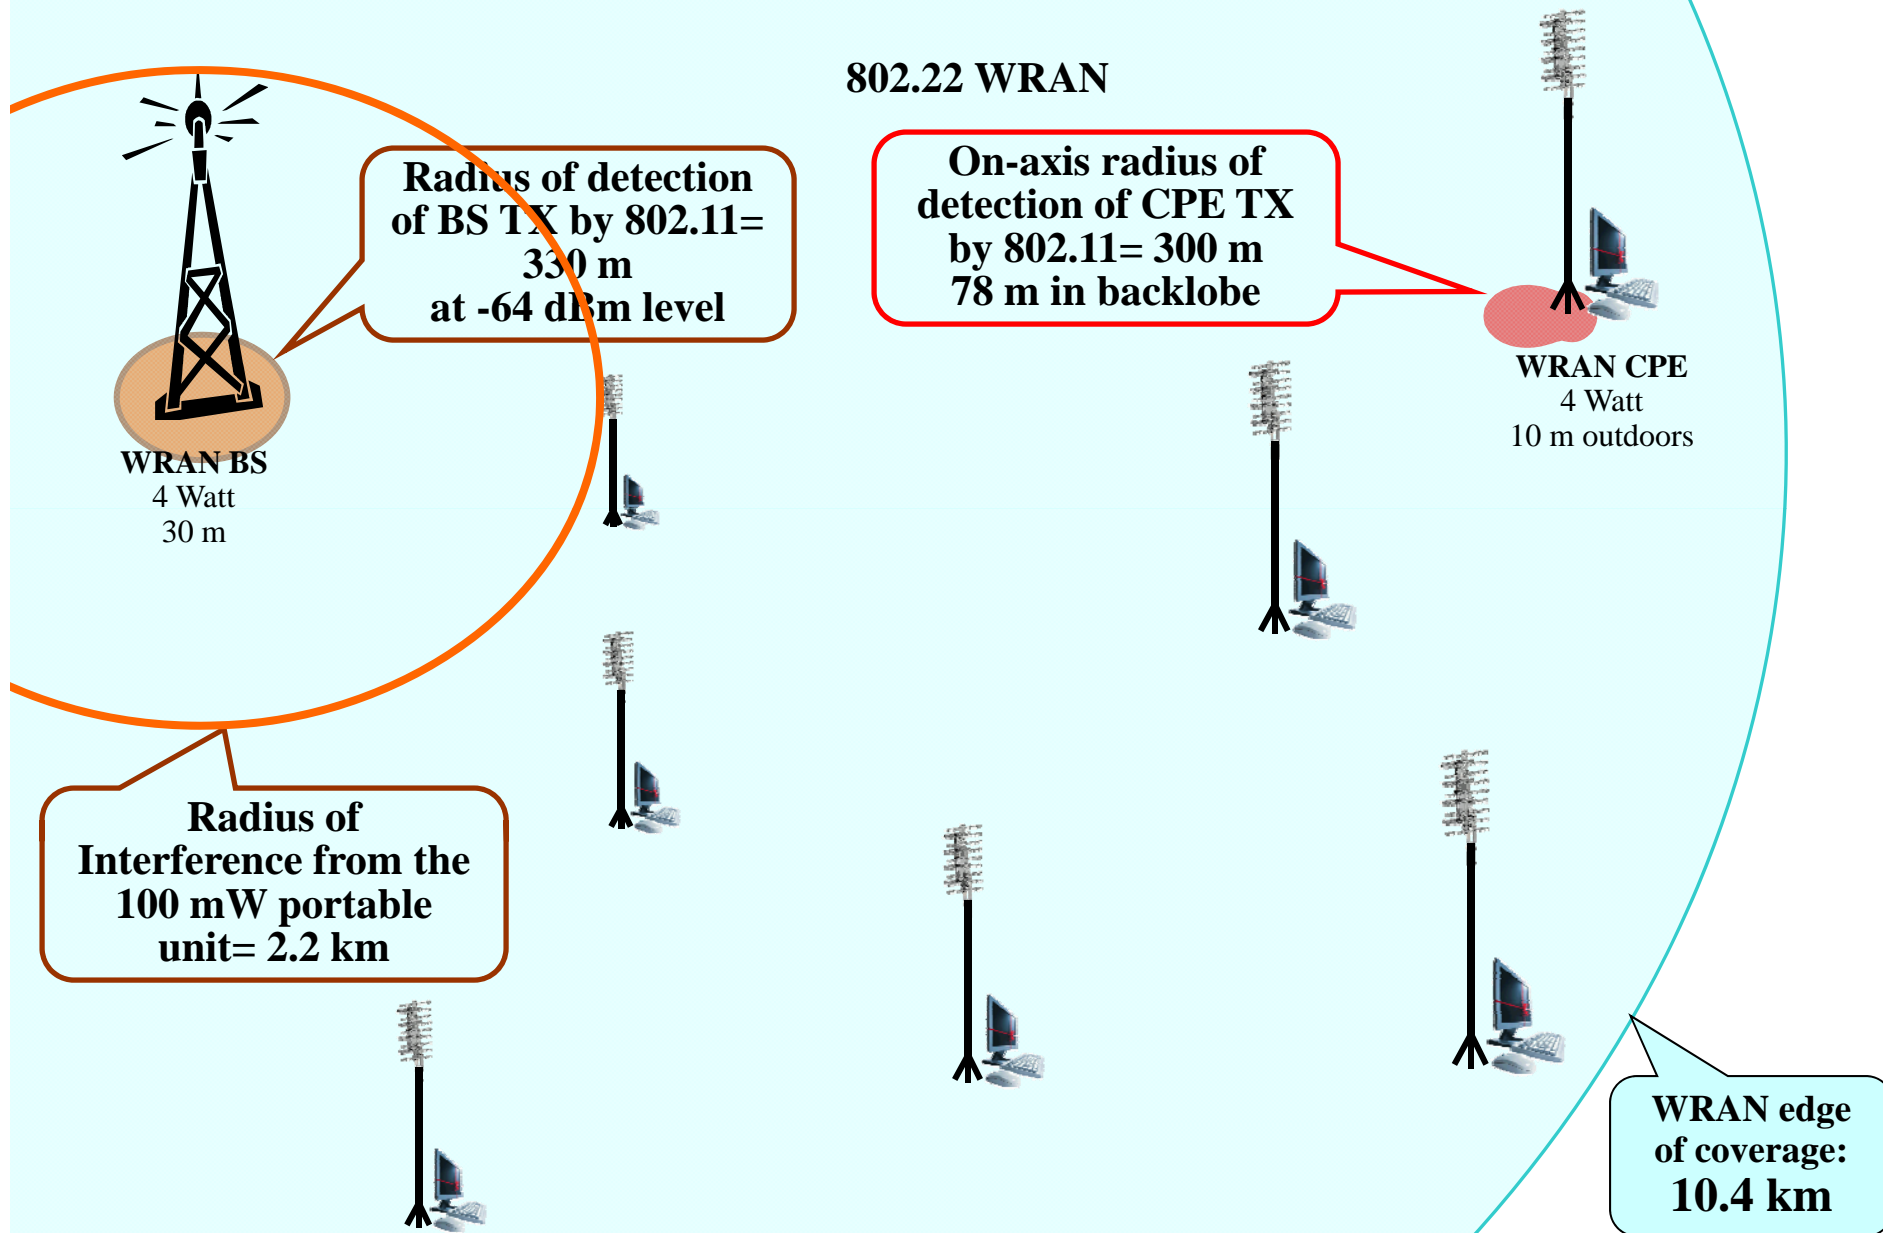 802.22 WRAN
Radius of detection
of BS TX by 802.11=
330 m
at -64 dBm level
On-axis radius of
detection of CPE TX
by 802.11= 300 m
78 m in backlobe
WRAN CPE
4 Watt
10 m outdoors
WRAN BS
4 Watt
30 m
Radius of
Interference from the
100 mW portable
unit= 2.2 km
WRAN edge
of coverage:
10.4 km